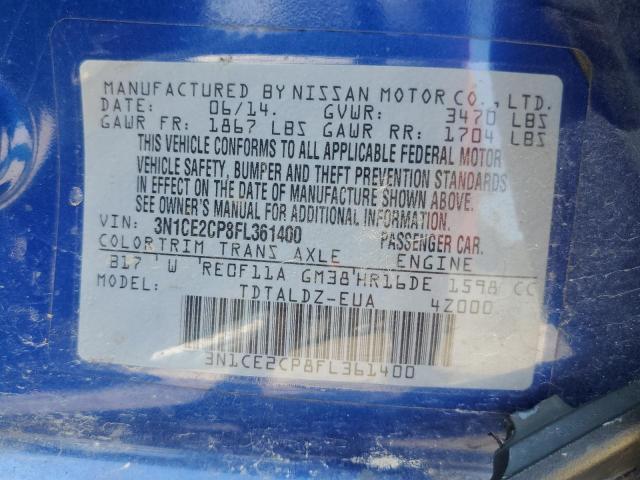 MANUFACTURED BY NISSAN MOTOR CO., LTD.
DATE: 06/14. GVWR: 3470 LBS
GAWR FR: 1867 LBS GAWR RR: 1704 LBS
THIS VEHICLE CONFORMS TO ALL APPLICABLE FEDERAL MOTOR
VEHICLE SAFETY, BUMPER AND THEFT PREVENTION STANDARDS
IN EFFECT ON THE DATE OF MANUFACTURE SHOWN ABOVE.
SEE OWNER'S MANUAL FOR ADDITIONAL INFORMATION.
VIN: 3N1CE2CP8FL361400 PASSENGER CAR.
COLOR TRIM TRANS AXLE ENGINE
B17 W RE0F11A GM38 HR16DE 1598 CC
MODEL: TDTALDZ-EUA 4Z000
3N1CE2CP8FL361400